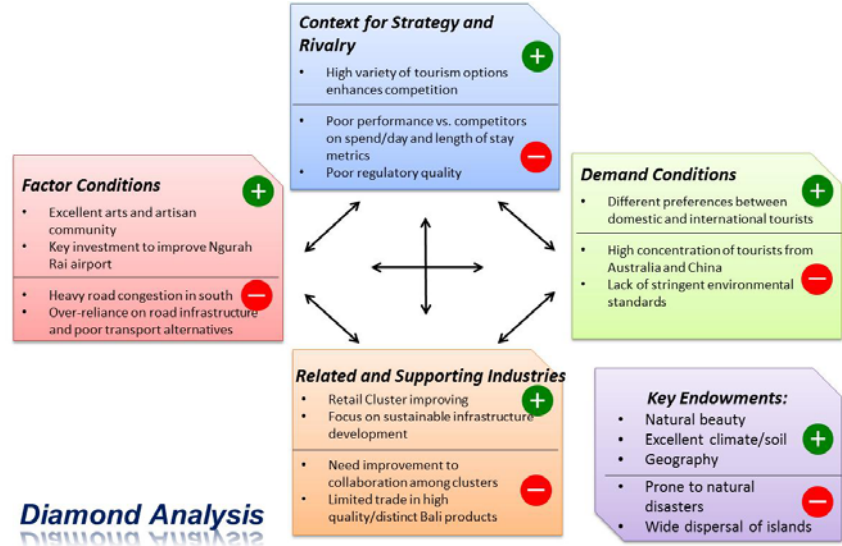 Context for Strategy and
Rivalry
• High variety of tourism options
enhances competition
• Poor performance vs. competitors
on spend/day and length of stay
metrics
• Poor regulatory quality
Factor Conditions
• Excellent arts and artisan
community
• Key investment to improve Ngurah
Rai airport
• Heavy road congestion in south
• Over-reliance on road infrastructure
and poor transport alternatives
Demand Conditions
• Different preferences between
domestic and international tourists
• High concentration of tourists from
Australia and China
• Lack of stringent environmental
standards
Related and Supporting Industries
• Retail Cluster improving
• Focus on sustainable infrastructure
development
• Need improvement to
collaboration among clusters
• Limited trade in high
quality/distinct Bali products
Key Endowments:
• Natural beauty
• Excellent climate/soil
• Geography
• Prone to natural
disasters
• Wide dispersal of islands
Diamond Analysis